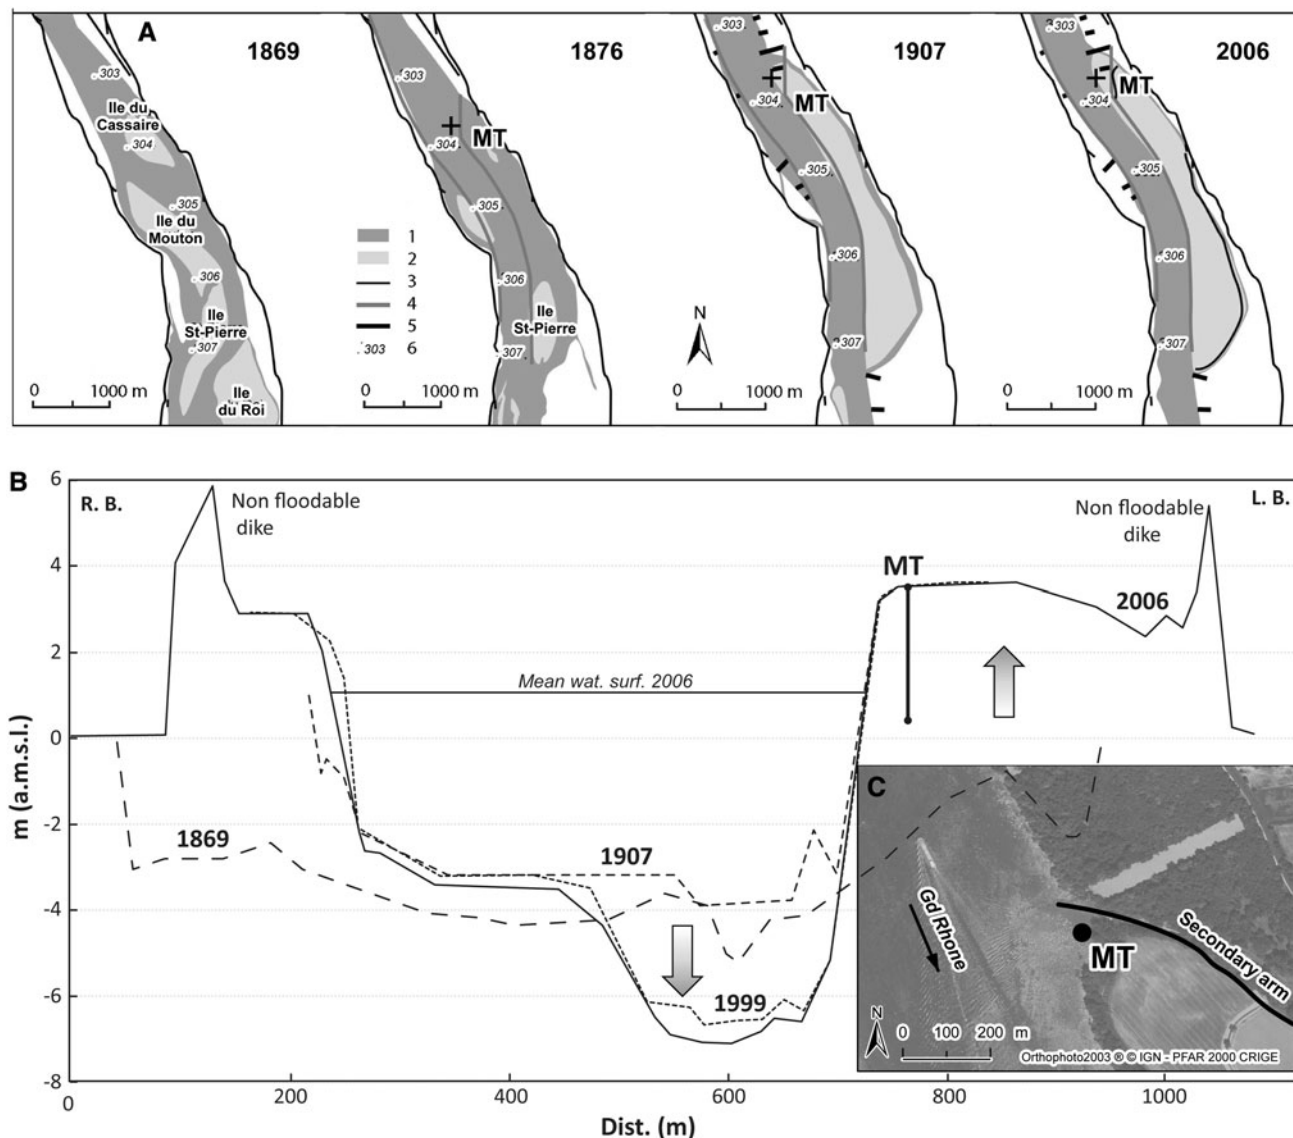 A
1869
1876
1907
2006
.303
Ile du
Cassaire
.304
.305
Ile du
Mouton
.306
Ile
St-Pierre
.307
Ile
du Roi
0 1000 m
.303
.304
MT
.305
.306
Ile
St-Pierre
.307
1
2
3
4
5
.303 6
0 1000 m
N
.303
.304
MT
.305
.306
.307
0 1000 m
.303
.304
MT
.305
.306
.307
0 1000 m
B
R. B.
L. B.
Non floodable
dike
Non floodable
dike
MT
2006
Mean wat. surf. 2006
1869
1907
1999
6
4
2
0
-2
-4
-6
-8
m (a.m.s.l.)
0 200 400 600 800 1000
Dist. (m)
C
Gd Rhone
MT
Secondary arm
N
0 100 200 m
Orthophoto2003 ® © IGN - PFAR 2000 CRIGE